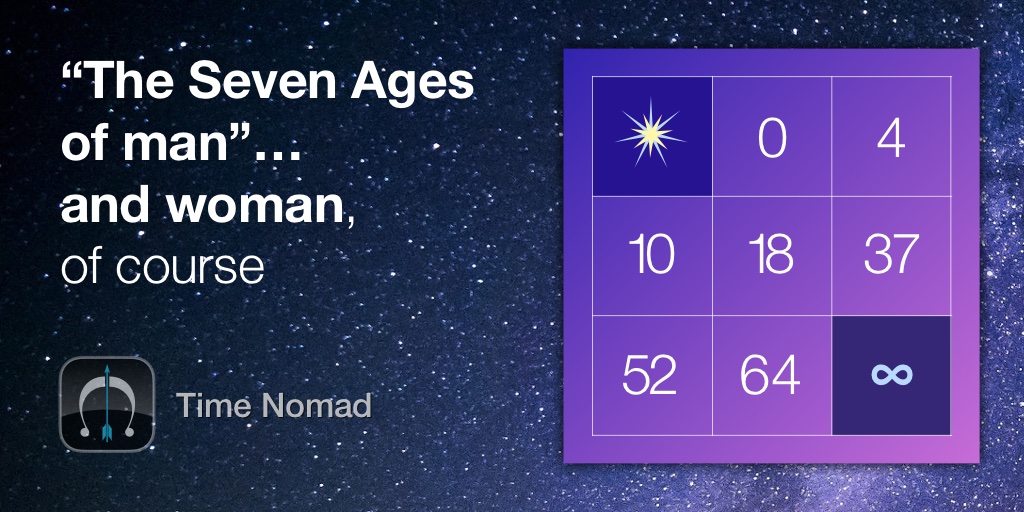 “The Seven Ages
of man”…
and woman,
of course
Time Nomad
0 4
10 18 37
52 64 ∞